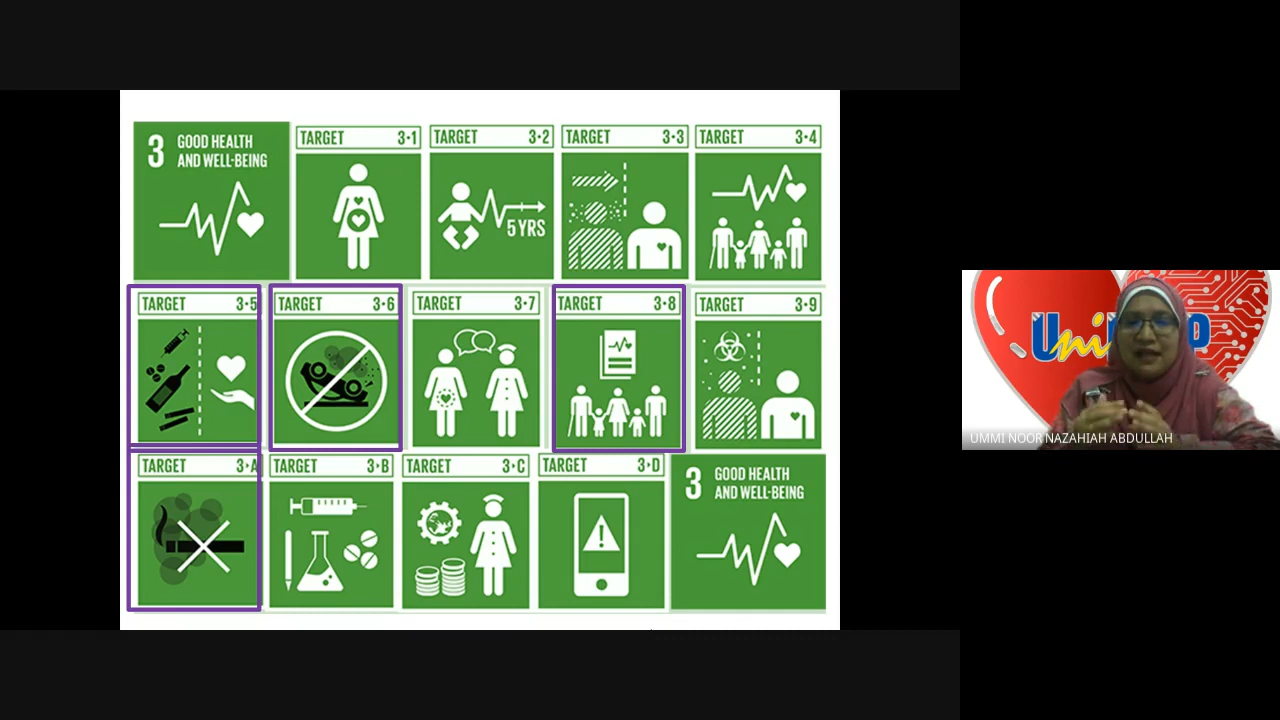 3 GOOD HEALTH
AND WELL-BEING
TARGET 3·1
TARGET 3·2
5 YRS
TARGET 3·3
TARGET 3·4
TARGET 3·5
TARGET 3·6
TARGET 3·7
TARGET 3·8
TARGET 3·9
TARGET 3·A
TARGET 3·B
TARGET 3·C
TARGET 3·D
3 GOOD HEALTH
AND WELL-BEING
UMMI NOOR NAZAHIAH ABDULLAH